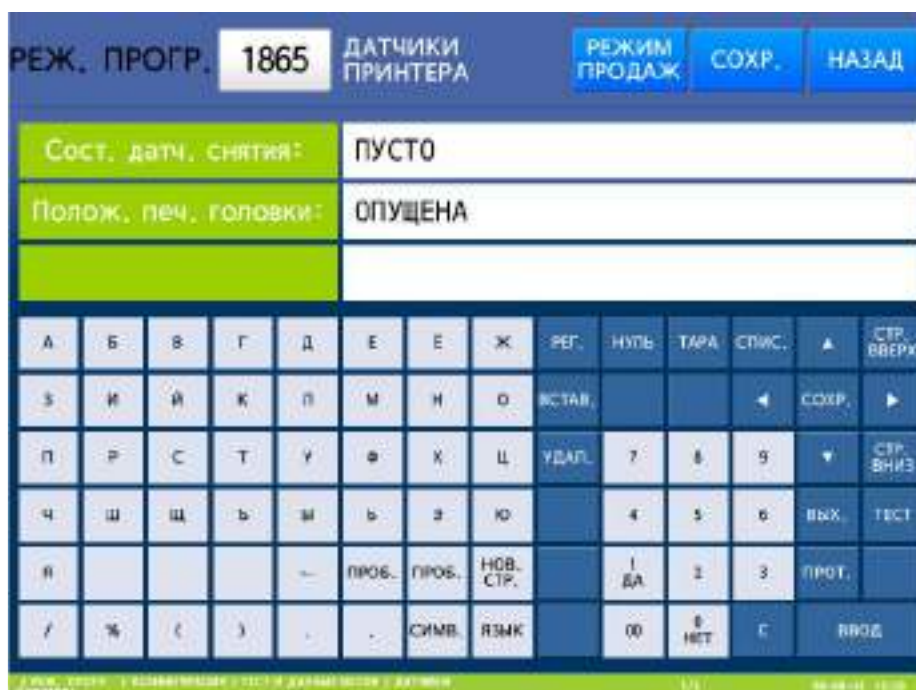 РЕЖ. ПРОГР. 1865 ДАТЧИКИ ПРИНТЕРА РЕЖИМ ПРОДАЖ СОХР. НАЗАД
Сост. датч. снятия: ПУСТО
Полож. печ. головки: ОПУЩЕНА
А Б В Г Д Е Ё Ж РЕГ. НУЛЬ ТАРА СПИС. ▲ СТР. ВВЕРХ
З И Й К Л М Н О ВСТАВ. ◀ СОХР. ▶
П Р С Т У Ф Х Ц УДАЛ. 7 8 9 ▼ СТР. ВНИЗ
Ч Ш Щ Ъ Ы Ь Э Ю 4 5 6 ВЫХ. ТЕСТ
Я ПРОБ. ПРОБ. НОВ. СТР. ! ДА 2 3 ПРОТ.
/ % ( ) . СИМВ. ЯЗЫК 00 0 НЕТ С ВВОД
1/1